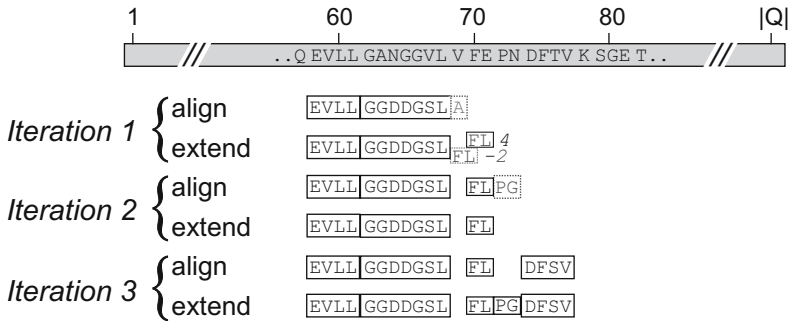 1 60 70 80 |Q|
..Q EVLL GANGGVL V FE PN DFTV K SGE T..
Iteration 1
align EVLL GGDDGSL A
extend EVLL GGDDGSL FL 4
FL -2
Iteration 2
align EVLL GGDDGSL FL PG
extend EVLL GGDDGSL FL
Iteration 3
align EVLL GGDDGSL FL DFSV
extend EVLL GGDDGSL FL PG DFSV